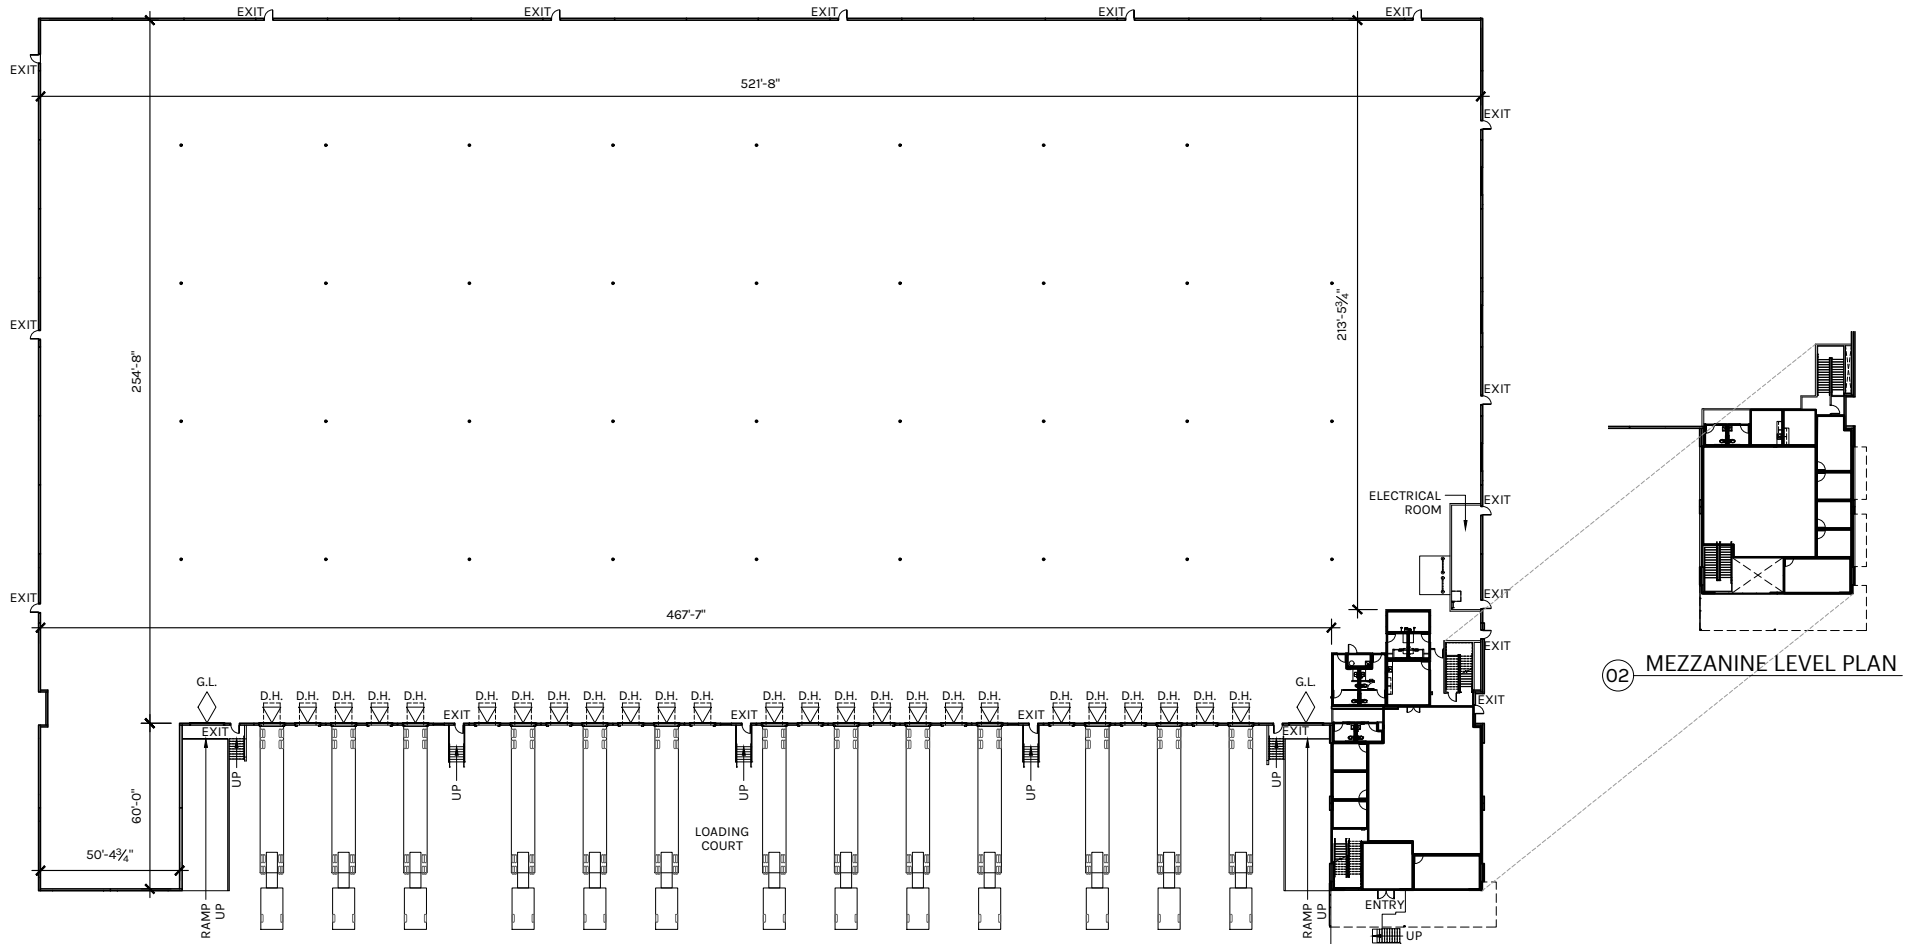 EXIT EXIT EXIT EXIT EXIT
EXIT
521'-8"
EXIT
213'-5¾"
EXIT
254'-8"
EXIT
ELECTRICAL
ROOM
EXIT
EXIT
EXIT
467'-7"
EXIT
02 MEZZANINE LEVEL PLAN
G.L. G.L.
D.H. D.H. D.H. D.H. D.H. D.H. D.H. D.H. D.H. D.H. D.H. D.H. D.H. D.H. D.H. D.H. D.H. D.H. D.H. D.H. D.H. D.H. D.H. D.H. D.H. D.H.
EXIT
EXIT EXIT EXIT
EXIT EXIT
UP UP UP UP UP
60'-0"
LOADING
COURT
50'-4¾"
RAMP
UP
RAMP
UP
ENTRY
UP